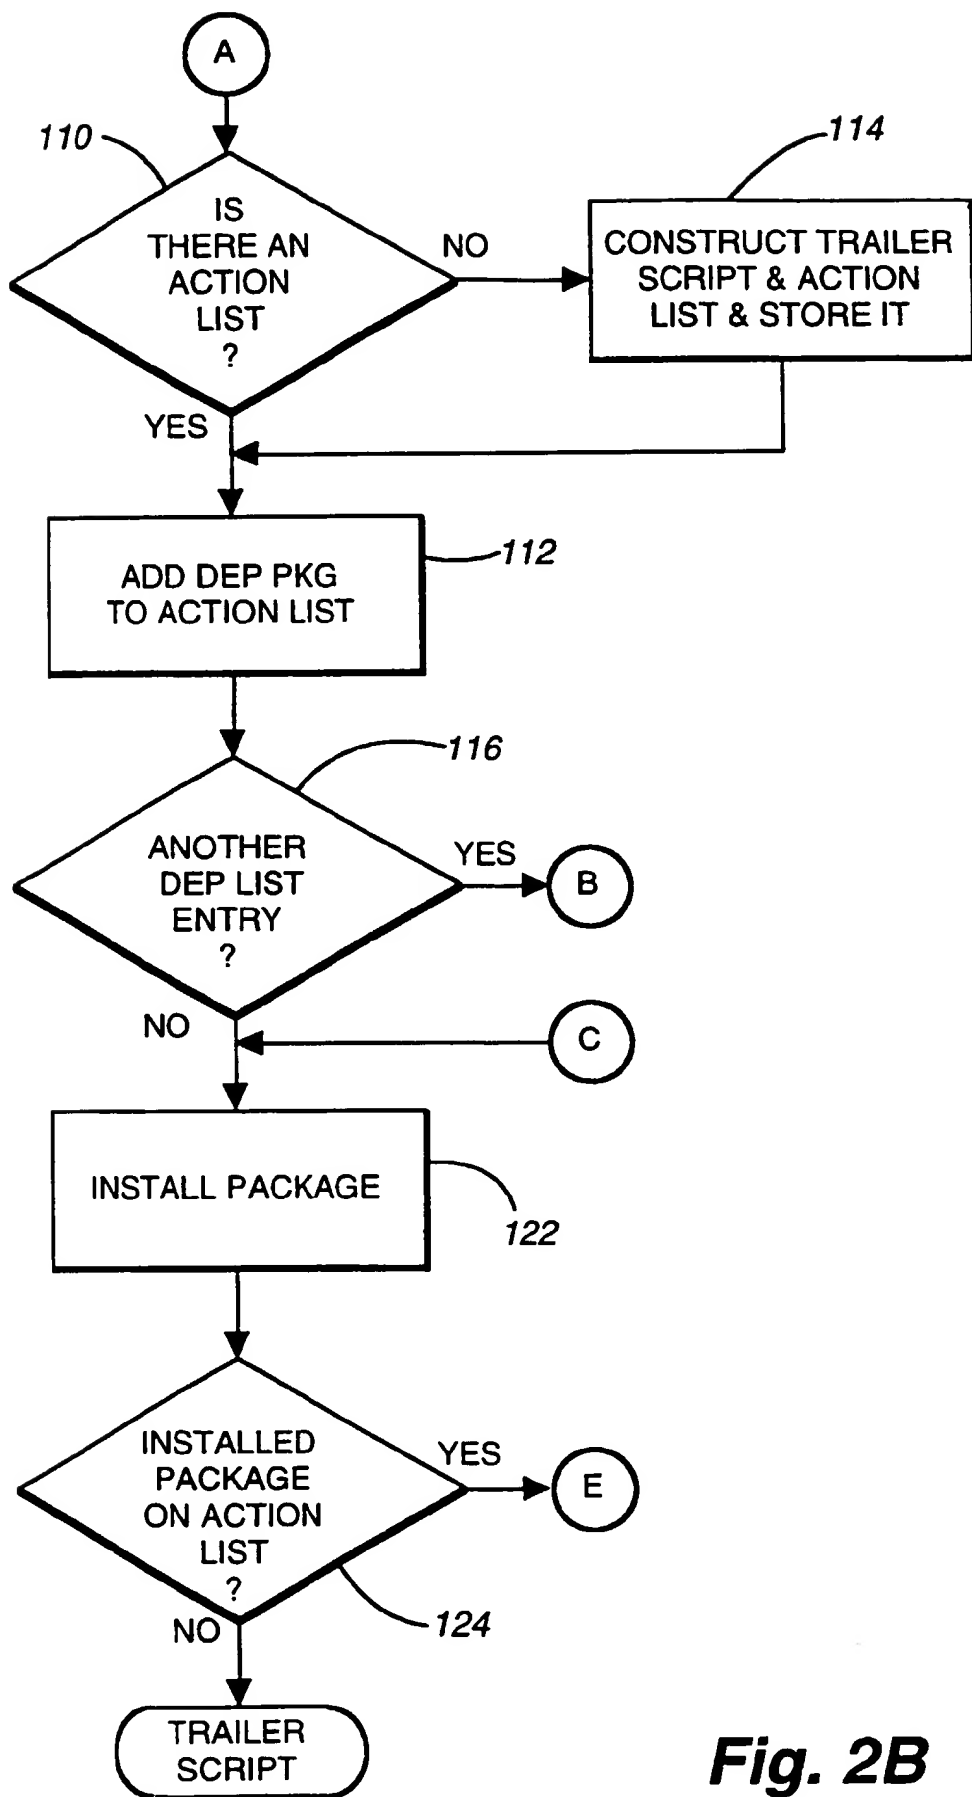 A
110
114
IS
THERE AN
ACTION
LIST
?
NO
CONSTRUCT TRAILER
SCRIPT & ACTION
LIST & STORE IT
YES
112
ADD DEP PKG
TO ACTION LIST
116
ANOTHER
DEP LIST
ENTRY
?
YES
B
NO
C
INSTALL PACKAGE
122
INSTALLED
PACKAGE
ON ACTION
LIST
?
YES
E
124
NO
TRAILER
SCRIPT
Fig. 2B